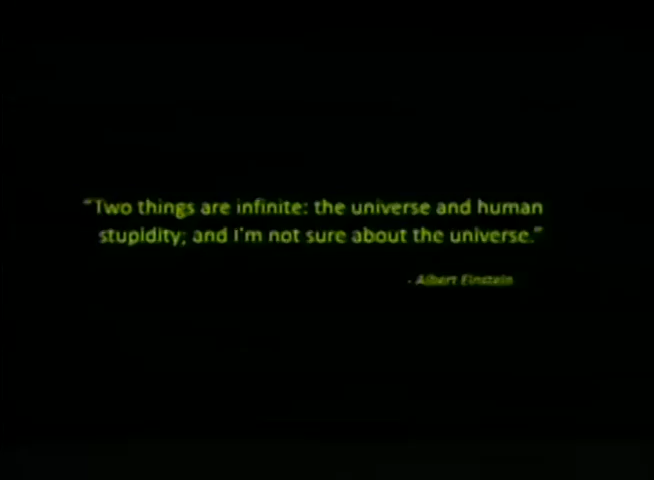 "Two things are infinite: the universe and human
stupidity; and I'm not sure about the universe."
- Albert Einstein